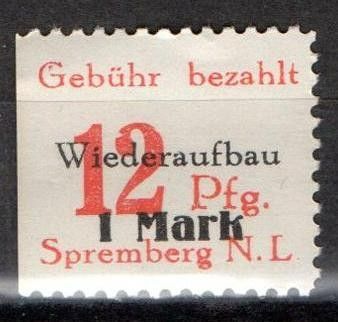 Gebühr bezahlt
12 Pfg.
Wiederaufbau
1 Mark
Spremberg N. L